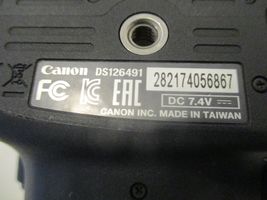 Canon DS126491
282174056867
FC EAC
DC 7.4V ⎓
CANON INC. MADE IN TAIWAN